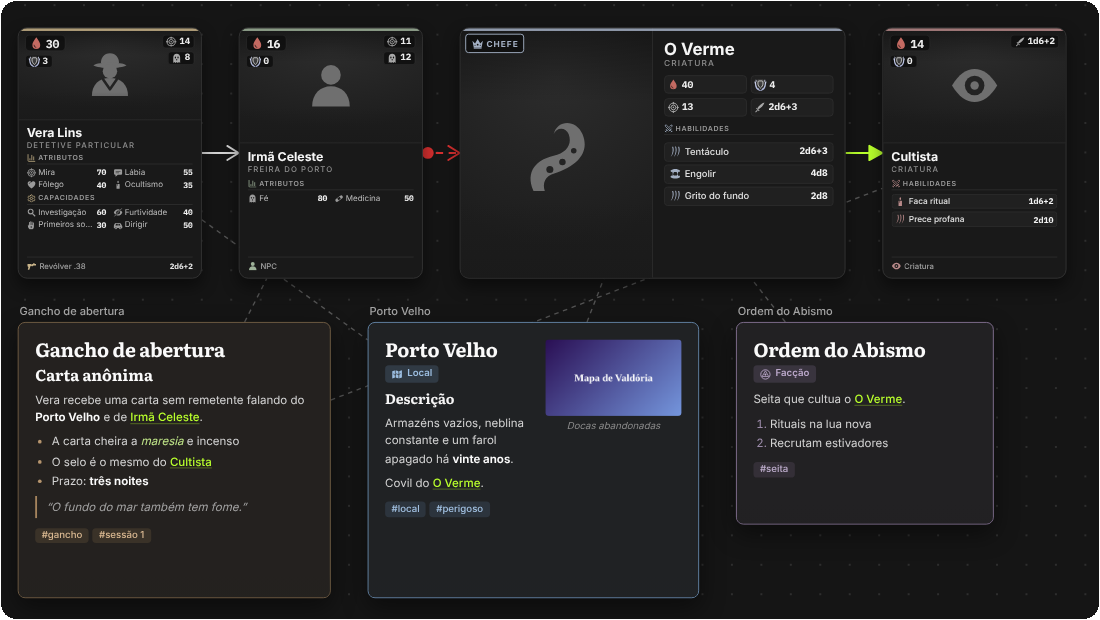 30
3
14
8
Vera Lins
DETETIVE PARTICULAR
ATRIBUTOS
Mira 70 Lábia 55
Fôlego 40 Ocultismo 35
CAPACIDADES
Investigação 60 Furtividade 40
Primeiros so... 30 Dirigir 50
Revólver .38 2d6+2
16
0
11
12
Irmã Celeste
FREIRA DO PORTO
ATRIBUTOS
Fé 80 Medicina 50
NPC
CHEFE
O Verme
CRIATURA
40 4
13 2d6+3
HABILIDADES
Tentáculo 2d6+3
Engolir 4d8
Grito do fundo 2d8
14
0
1d6+2
Cultista
CRIATURA
HABILIDADES
Faca ritual 1d6+2
Prece profana 2d10
Criatura
Gancho de abertura
Gancho de abertura
Carta anônima
Vera recebe uma carta sem remetente falando do
Porto Velho e de Irmã Celeste.
• A carta cheira a maresia e incenso
• O selo é o mesmo do Cultista
• Prazo: três noites
“O fundo do mar também tem fome.”
#gancho #sessão 1
Porto Velho
Porto Velho
Local
Descrição
Armazéns vazios, neblina
constante e um farol
apagado há vinte anos.
Covil do O Verme.
#local #perigoso
Mapa de Valdória
Docas abandonadas
Ordem do Abismo
Ordem do Abismo
Facção
Seita que cultua o O Verme.
1. Rituais na lua nova
2. Recrutam estivadores
#seita